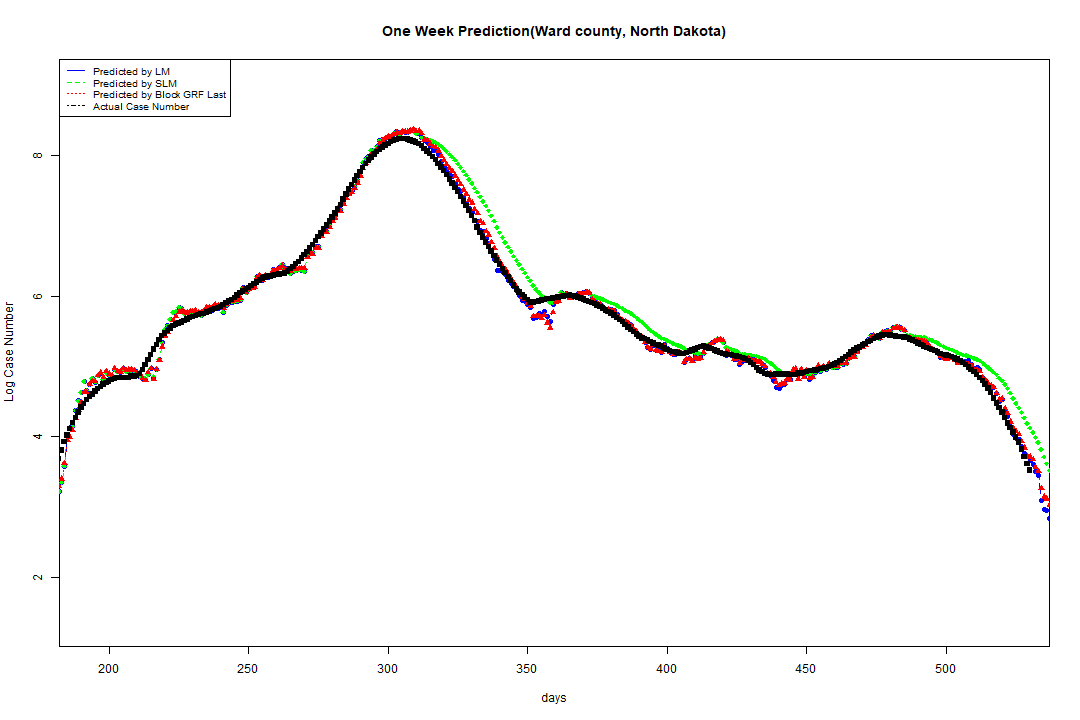 One Week Prediction(Ward county, North Dakota)
Predicted by LM
Predicted by SLM
Predicted by Block GRF Last
Actual Case Number
Log Case Number
8
6
4
2
200 250 300 350 400 450 500
days